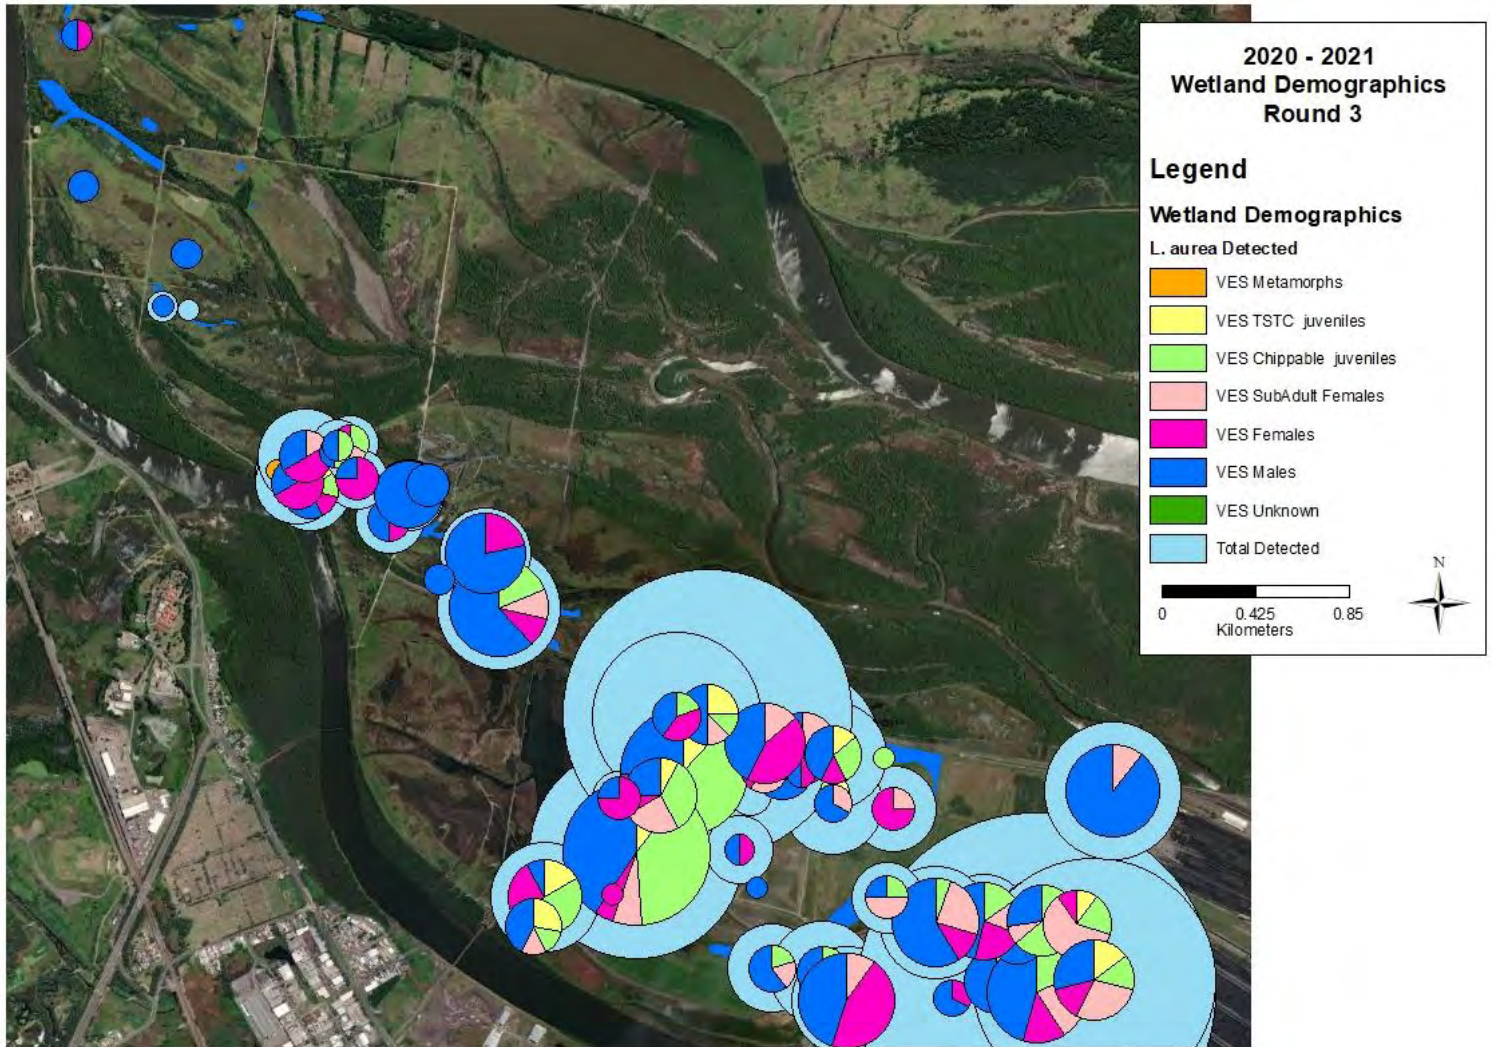 2020 - 2021
Wetland Demographics
Round 3
Legend
Wetland Demographics
L. aurea Detected
VES Metamorphs
VES TSTC juveniles
VES Chippable juveniles
VES SubAdult Females
VES Females
VES Males
VES Unknown
Total Detected
N
0 0.425 0.85
Kilometers